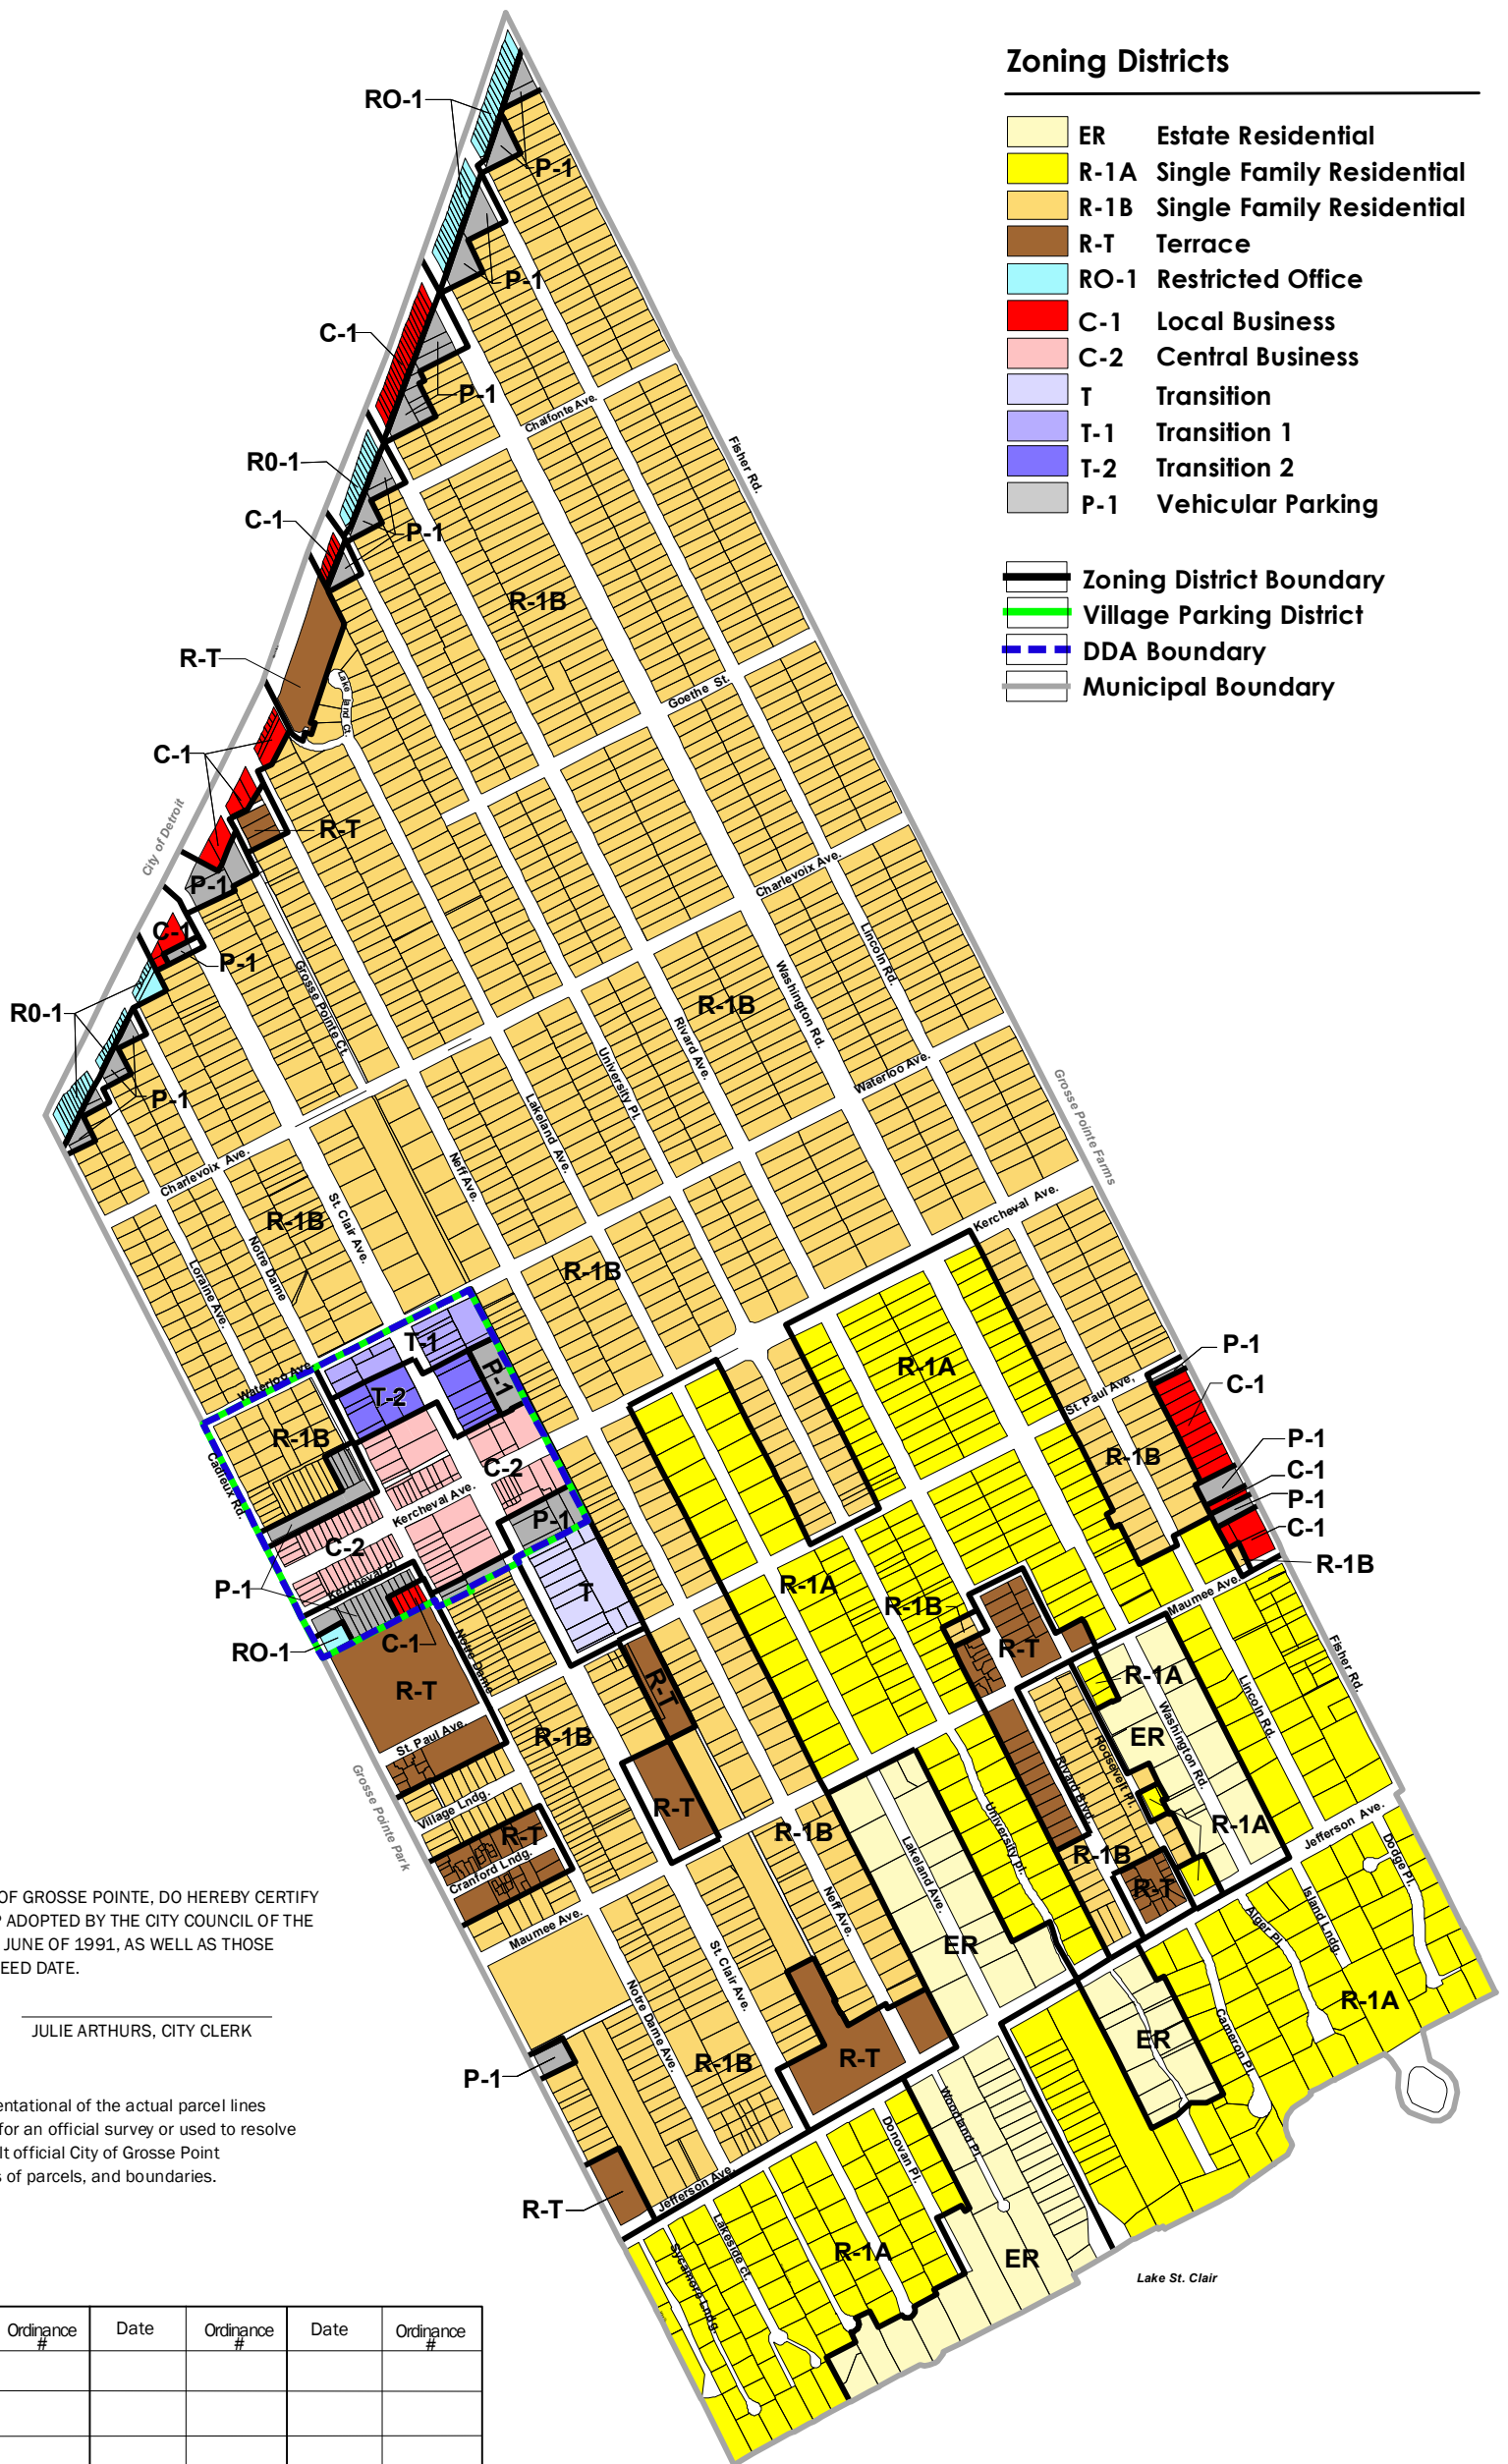 Zoning Districts
ER Estate Residential
R-1A Single Family Residential
R-1B Single Family Residential
R-T Terrace
RO-1 Restricted Office
C-1 Local Business
C-2 Central Business
T Transition
T-1 Transition 1
T-2 Transition 2
P-1 Vehicular Parking
Zoning District Boundary
Village Parking District
DDA Boundary
Municipal Boundary
RO-1
P-1
P-1
C-1
P-1
Chalfonte Ave.
Fisher Rd.
R0-1
C-1
P-1
R-1B
R-T
Lake land Ct.
Goethe St.
C-1
City of Detroit
R-T
P-1
Charlevoix Ave.
C-1
P-1
Grosse Pointe Ct.
Lincoln Rd.
Washington Rd.
R-1B
R0-1
Rivard Ave.
University Pl.
Waterloo Ave.
P-1
Lakeland Ave.
Grosse Pointe Farms
Charlevoix Ave.
Neff Ave.
St. Clair Ave.
R-1B
Notre Dame
Loraine Ave.
Kercheval Ave.
R-1B
T-1
P-1
Waterloo Ave.
T-2
P-1
R-1A
C-1
St. Paul Ave,
R-1B
Cadieux Rd.
C-2
Kercheval Ave.
R-1B
P-1
C-1
P-1
C-1
R-1B
P-1
C-2
Kercheval Pl.
P-1
T
R-1A
R-1B
Maumee Ave.
RO-1
C-1
Notre Dame
R-T
R-T
R-T
R-1A
Fisher Rd.
Lincoln Rd.
Washington Rd.
ER
Roosevelt Pl.
St. Paul Ave.
R-1B
Rivard Blvd.
Grosse Pointe Park
Village Lndg.
R-T
R-T
R-1B
University pl.
R-1A
Jefferson Ave.
Dodge Pl.
R-1B
R-T
Cranford Lndg.
Lakeland Ave.
Neff Ave.
Island Lndg.
Alger Pl.
Maumee Ave.
ER
St. Clair Ave.
R-1A
Cameron Pl.
ER
Notre Dame Ave.
R-1B
R-T
P-1
Woodland Pl.
Donovan Pl.
R-T
Jefferson Ave.
Lakeside ct.
Sycamore Lndg.
R-1A
ER
Lake St. Clair
OF GROSSE POINTE, DO HEREBY CERTIFY
P ADOPTED BY THE CITY COUNCIL OF THE
JUNE OF 1991, AS WELL AS THOSE
EED DATE.
JULIE ARTHURS, CITY CLERK
entational of the actual parcel lines
for an official survey or used to resolve
lt official City of Grosse Point
s of parcels, and boundaries.
Ordinance # Date Ordinance # Date Ordinance #